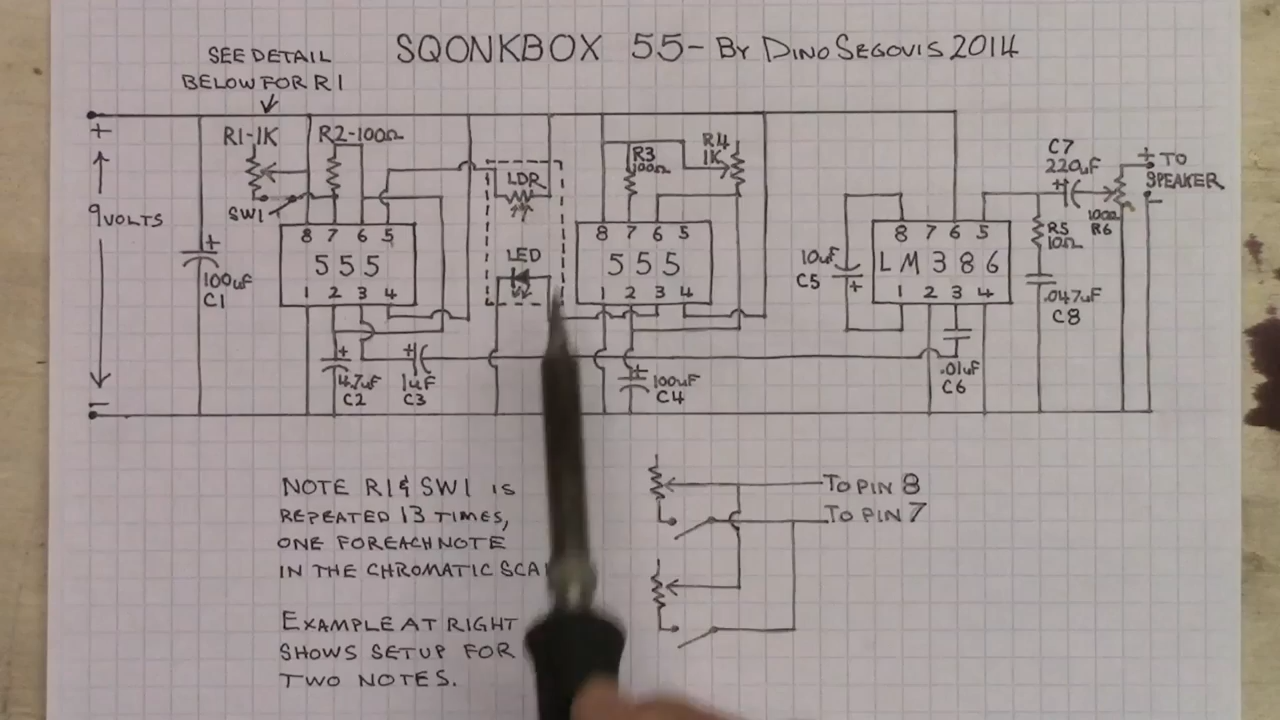 SQONKBOX 55- BY DINO SEGOVIS 2014
SEE DETAIL
BELOW FOR R1
+
9 VOLTS
-
R1-1K
R2-100Ω
SW1
+
100uF
C1
8 7 6 5
555
1 2 3 4
+
4.7uF
C2
+
1uF
C3
LDR
LED
R3
100Ω
R4
1K
8 7 6 5
555
1 2 3 4
+
100uF
C4
10uF
C5
+
8 7 6 5
LM386
1 2 3 4
.01uF
C6
C7
220uF
+
R5
10Ω
.047uF
C8
100Ω
R6
+ TO
SPEAKER
-
NOTE R1 & SW1 IS
REPEATED 13 TIMES,
ONE FOR EACH NOTE
IN THE CHROMATIC
EXAMPLE AT RIGHT
SHOWS SETUP FOR
TWO NOTES.
TO PIN 8
TO PIN 7